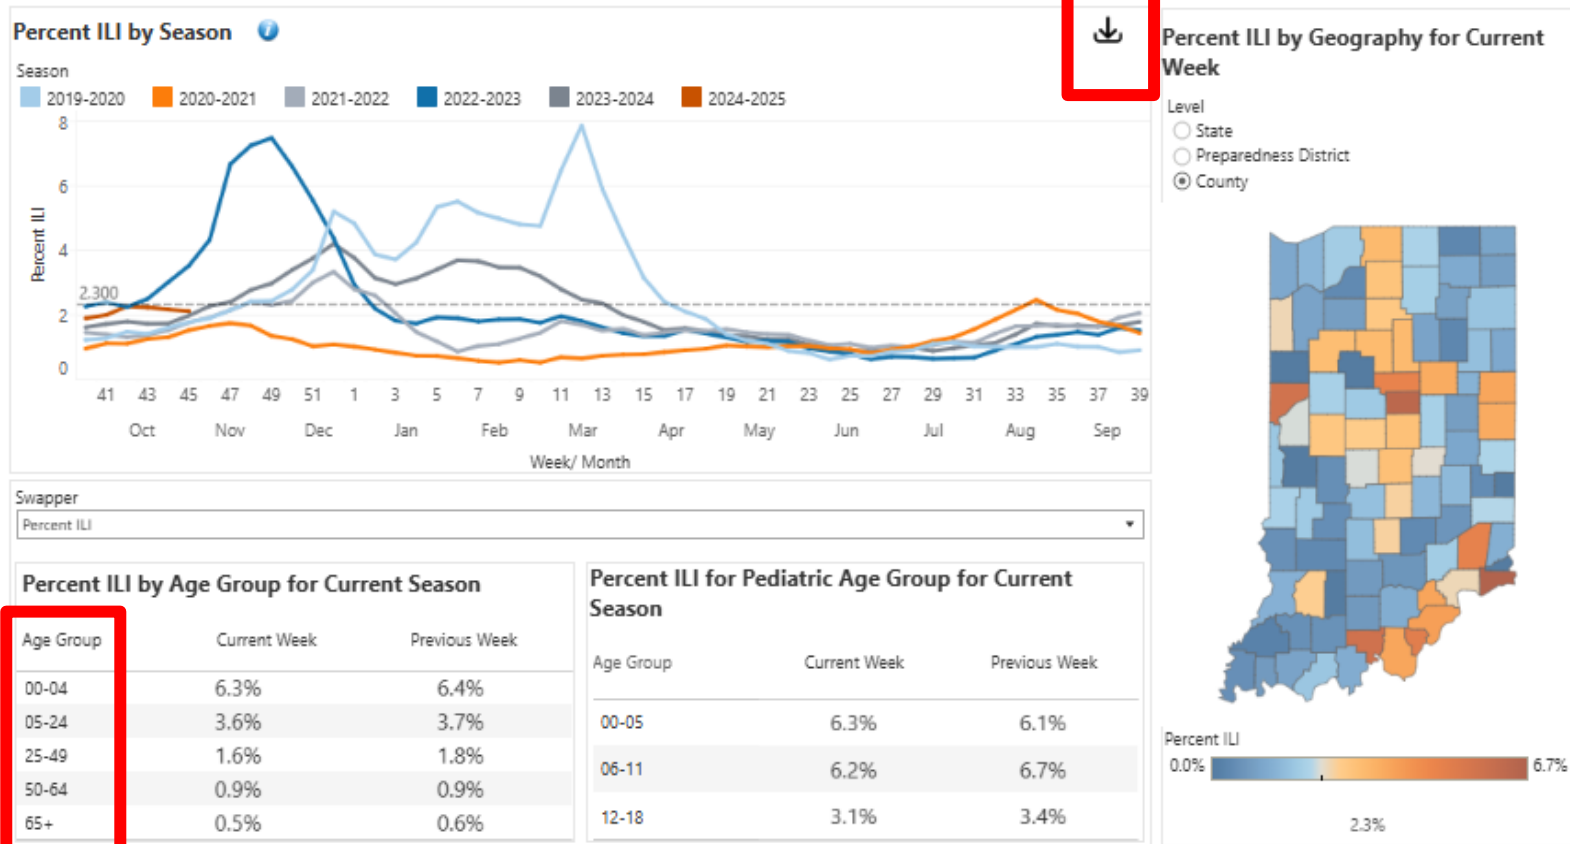 Percent ILI by Season
Season
2019-2020 2020-2021 2021-2022 2022-2023 2023-2024 2024-2025
8
6
4
2.300
2
0
Percent ILI
41 43 45 47 49 51 1 3 5 7 9 11 13 15 17 19 21 23 25 27 29 31 33 35 37 39
Oct Nov Dec Jan Feb Mar Apr May Jun Jul Aug Sep
Week/ Month
Swapper
Percent ILI
Percent ILI by Age Group for Current Season
Age Group Current Week Previous Week
00-04 6.3% 6.4%
05-24 3.6% 3.7%
25-49 1.6% 1.8%
50-64 0.9% 0.9%
65+ 0.5% 0.6%
Percent ILI for Pediatric Age Group for Current
Season
Age Group Current Week Previous Week
00-05 6.3% 6.1%
06-11 6.2% 6.7%
12-18 3.1% 3.4%
Percent ILI by Geography for Current
Week
Level
State
Preparedness District
County
Percent ILI
0.0% 6.7%
2.3%